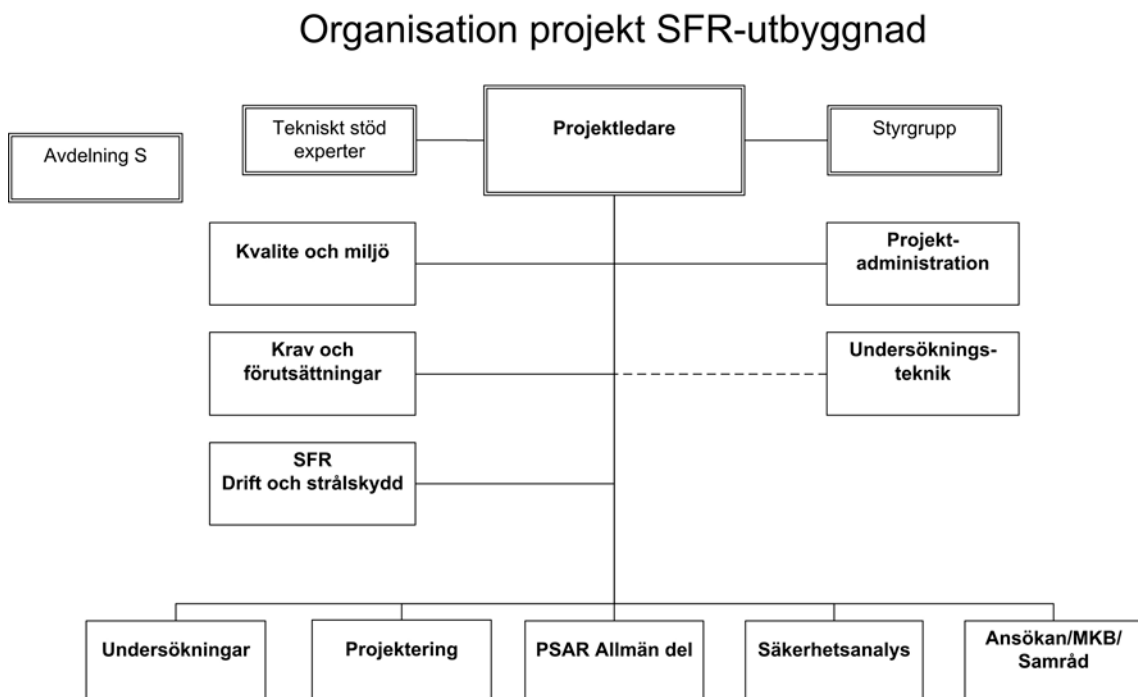 Organisation projekt SFR-utbyggnad
Avdelning S
Tekniskt stöd
experter
Projektledare
Styrgrupp
Kvalite och miljö
Projekt-
administration
Krav och
förutsättningar
Undersöknings-
teknik
SFR
Drift och strålskydd
Undersökningar
Projektering
PSAR Allmän del
Säkerhetsanalys
Ansökan/MKB/
Samråd